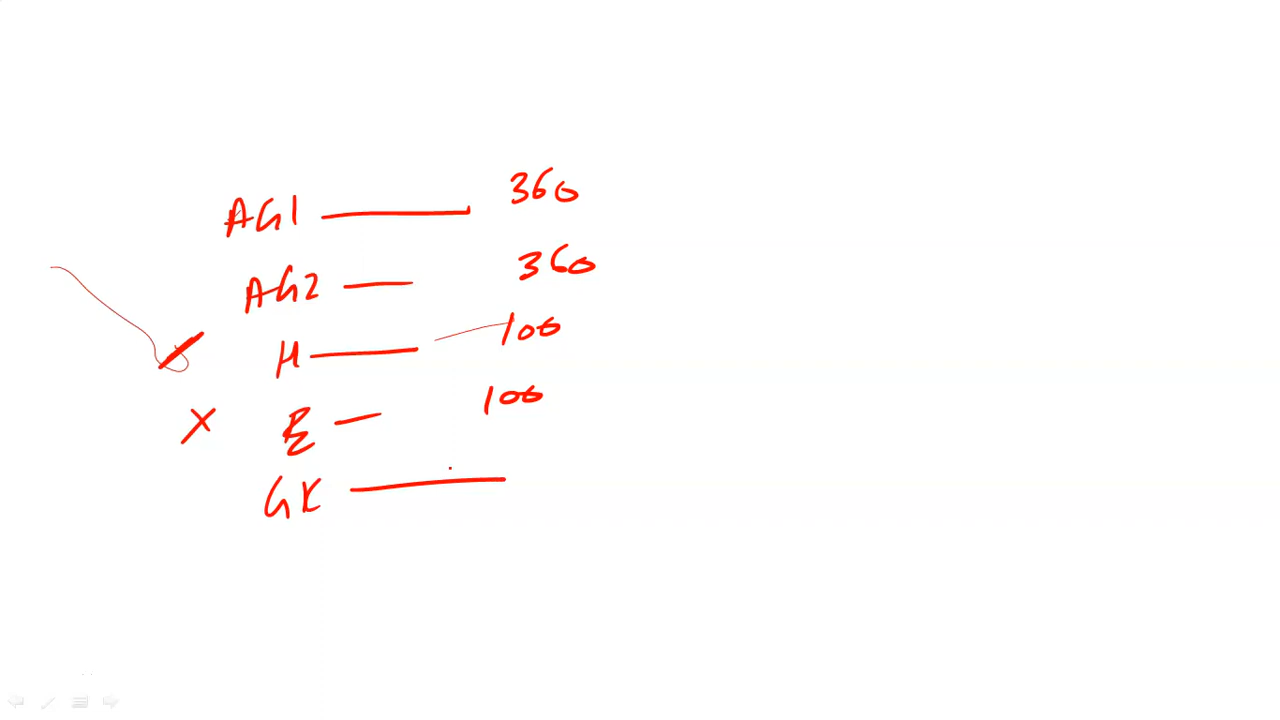 AG1 — 360
AG2 — 360
H — 100
X E — 100
GK —